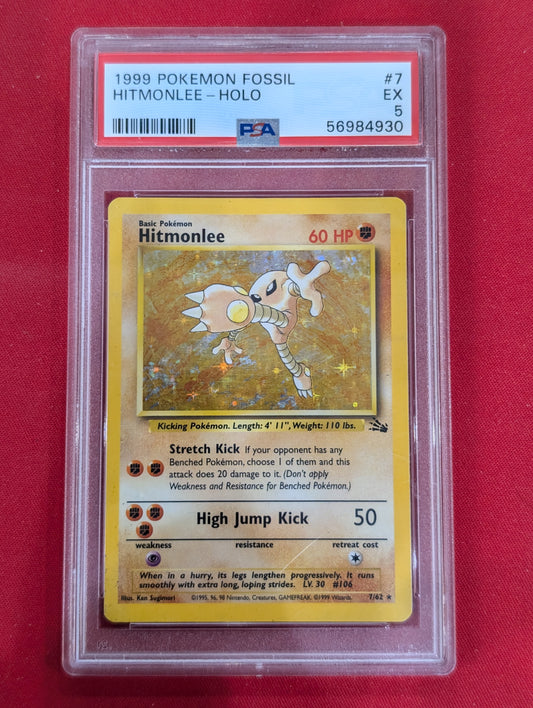 1999 POKEMON FOSSIL #7
HITMONLEE - HOLO EX
5
PSA 56984930
Basic Pokémon
Hitmonlee 60 HP
Kicking Pokémon. Length: 4' 11", Weight: 110 lbs.
Stretch Kick If your opponent has any
Benched Pokémon, choose 1 of them and this
attack does 20 damage to it. (Don't apply
Weakness and Resistance for Benched Pokémon.)
High Jump Kick 50
weakness resistance retreat cost
When in a hurry, its legs lengthen progressively. It runs
smoothly with extra long, loping strides. LV. 30 #106
Illus. Ken Sugimori ©1995, 96, 98 Nintendo, Creatures, GAMEFREAK. ©1999 Wizards. 7/62 ★